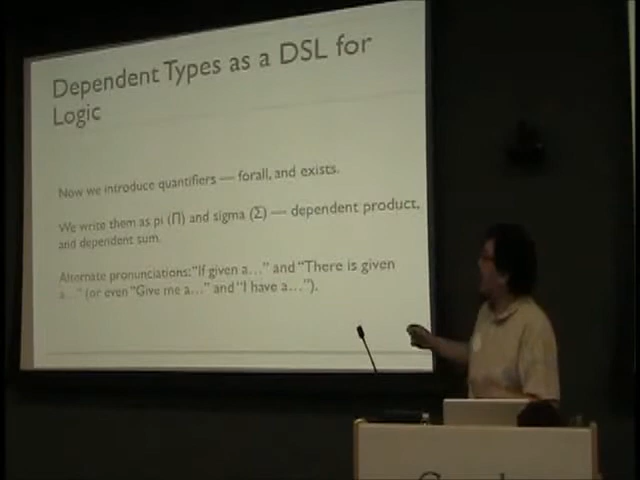 Dependent Types as a DSL for
Logic
Now we introduce quantifiers — forall, and exists.
We write them as pi (Π) and sigma (Σ) — dependent product,
and dependent sum.
Alternate pronunciations: "If given a…" and "There is given
a…" (or even "Give me a…" and "I have a…").